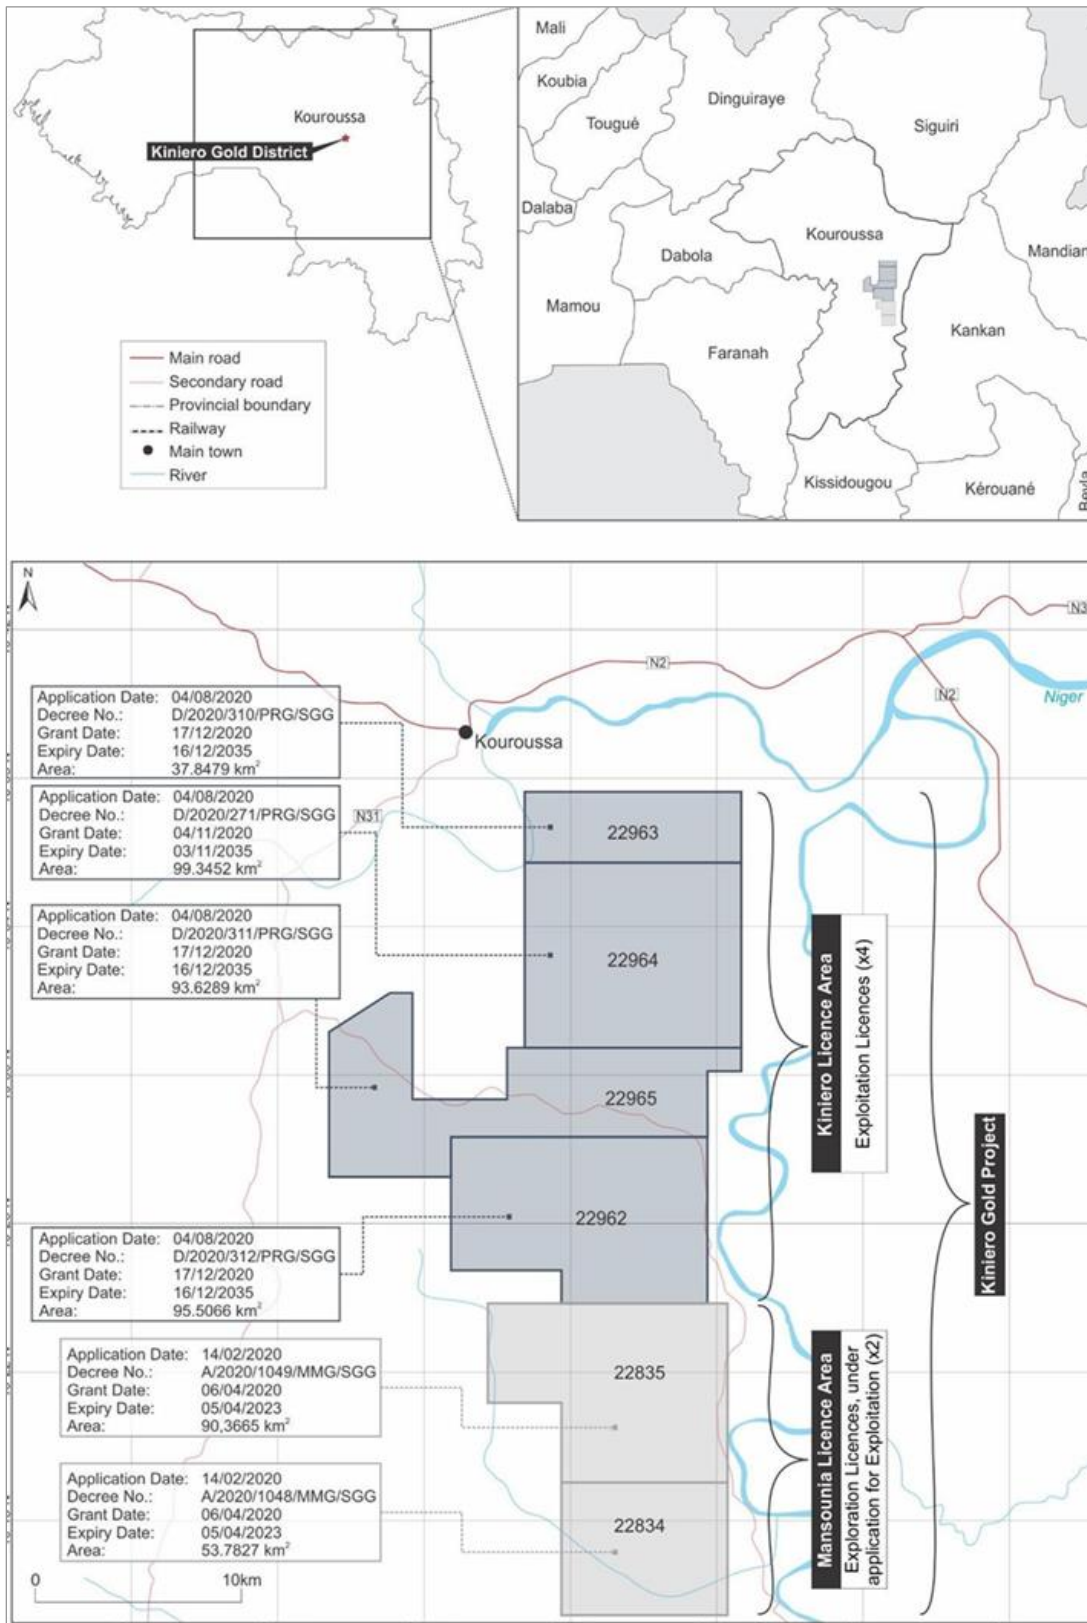 Kouroussa
Kiniero Gold District
Main road
Secondary road
Provincial boundary
Railway
Main town
River
Mali
Koubia
Tougué
Dinguiraye
Siguiri
Dalaba
Dabola
Kouroussa
Mandian
Mamou
Faranah
Kankan
Kissidougou
Kérouané
Beyla
N
N2
N3
N2
Niger
Kouroussa
N31
Application Date: 04/08/2020
Decree No.: D/2020/310/PRG/SGG
Grant Date: 17/12/2020
Expiry Date: 16/12/2035
Area: 37.8479 km²
Application Date: 04/08/2020
Decree No.: D/2020/271/PRG/SGG
Grant Date: 04/11/2020
Expiry Date: 03/11/2035
Area: 99.3452 km²
Application Date: 04/08/2020
Decree No.: D/2020/311/PRG/SGG
Grant Date: 17/12/2020
Expiry Date: 16/12/2035
Area: 93.6289 km²
Application Date: 04/08/2020
Decree No.: D/2020/312/PRG/SGG
Grant Date: 17/12/2020
Expiry Date: 16/12/2035
Area: 95.5066 km²
Application Date: 14/02/2020
Decree No.: A/2020/1049/MMG/SGG
Grant Date: 06/04/2020
Expiry Date: 05/04/2023
Area: 90,3665 km²
Application Date: 14/02/2020
Decree No.: A/2020/1048/MMG/SGG
Grant Date: 06/04/2020
Expiry Date: 05/04/2023
Area: 53.7827 km²
22963
22964
22965
22962
22835
22834
Kiniero Licence Area
Exploitation Licences (x4)
Mansounia Licence Area
Exploration Licences, under
application for Exploitation (x2)
Kiniero Gold Project
0 10km